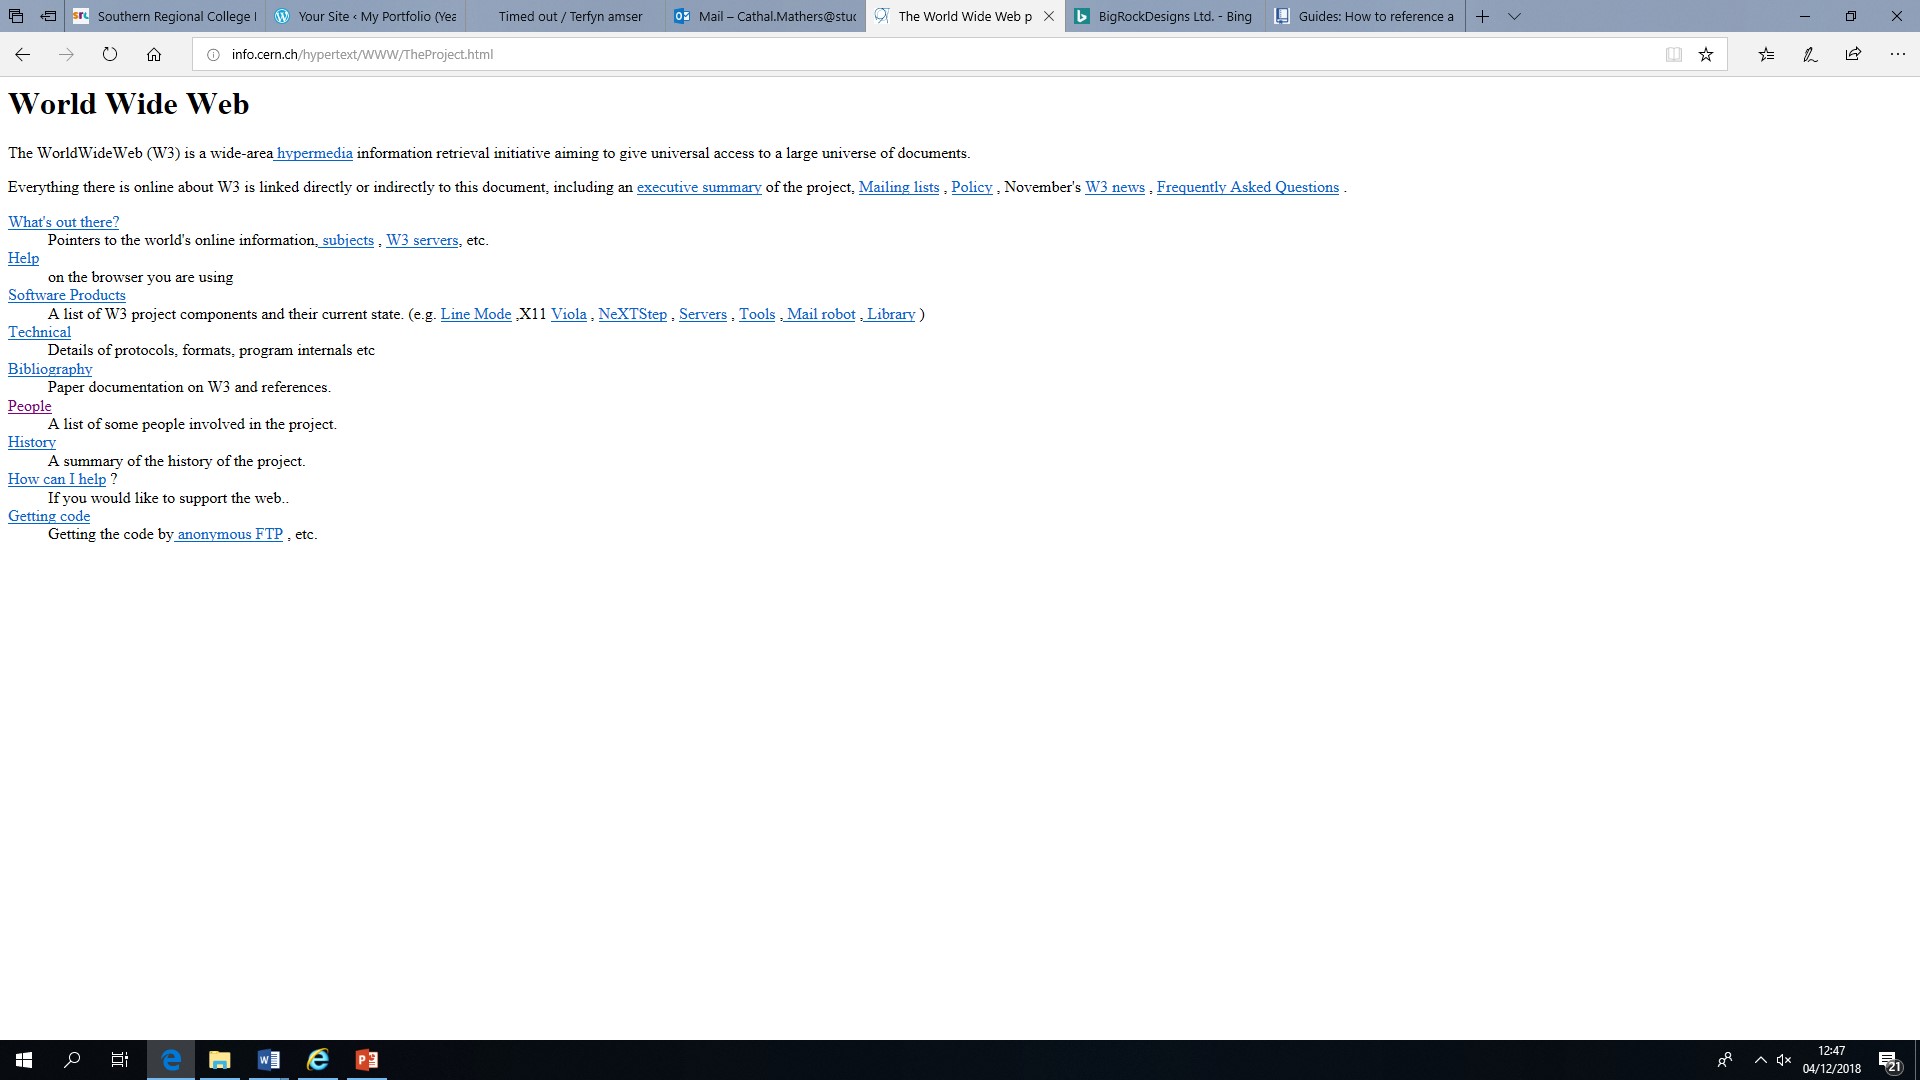 Southern Regional College
Your Site ‹ My Portfolio (Yea
Timed out / Terfyn amser
Mail – Cathal.Mathers@stuc
The World Wide Web p
BigRockDesigns Ltd. - Bing
Guides: How to reference a
info.cern.ch/hypertext/WWW/TheProject.html
World Wide Web
The WorldWideWeb (W3) is a wide-area hypermedia information retrieval initiative aiming to give universal access to a large universe of documents.
Everything there is online about W3 is linked directly or indirectly to this document, including an executive summary of the project, Mailing lists , Policy , November's W3 news , Frequently Asked Questions .
What's out there?
Pointers to the world's online information, subjects , W3 servers, etc.
Help
on the browser you are using
Software Products
A list of W3 project components and their current state. (e.g. Line Mode ,X11 Viola , NeXTStep , Servers , Tools , Mail robot , Library )
Technical
Details of protocols, formats, program internals etc
Bibliography
Paper documentation on W3 and references.
People
A list of some people involved in the project.
History
A summary of the history of the project.
How can I help ?
If you would like to support the web..
Getting code
Getting the code by anonymous FTP , etc.
12:47
04/12/2018
21